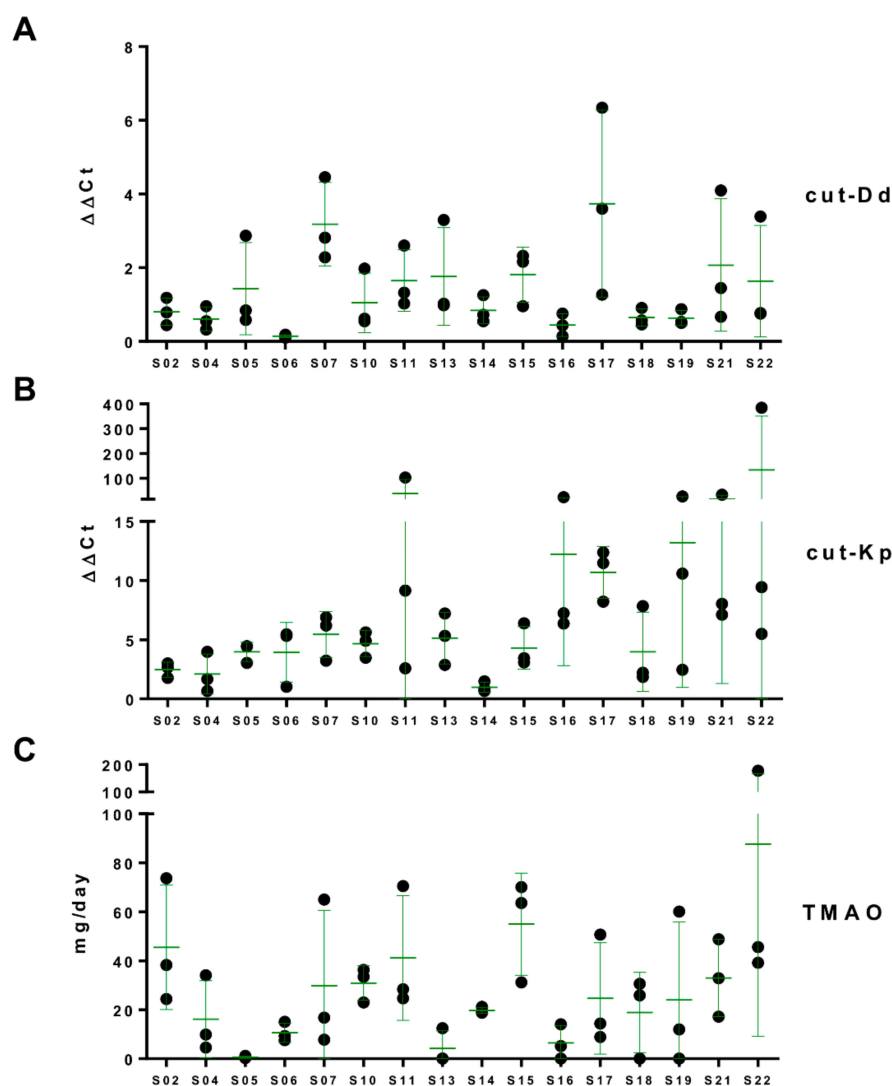 A
8
6
4
2
0
ΔΔCt
cut-Dd
S02 S04 S05 S06 S07 S10 S11 S13 S14 S15 S16 S17 S18 S19 S21 S22
B
400
300
200
100
15
10
5
0
ΔΔCt
cut-Kp
S02 S04 S05 S06 S07 S10 S11 S13 S14 S15 S16 S17 S18 S19 S21 S22
C
200
100
100
80
60
40
20
0
mg/day
TMAO
S02 S04 S05 S06 S07 S10 S11 S13 S14 S15 S16 S17 S18 S19 S21 S22